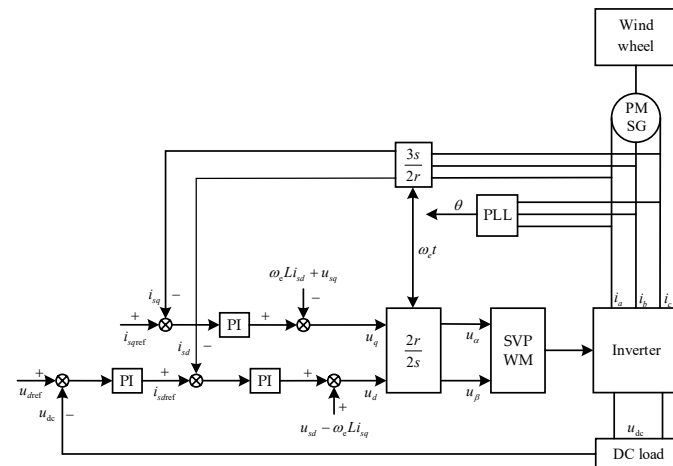 Wind
wheel
PM
SG
3s
2r
θ
PLL
ω_e t
ω_e Li_sd + u_sq
i_a
i_b
i_c
i_sq
−
−
+
i_sqref
PI
+
u_q
2r
2s
u_α
SVP
WM
Inverter
i_sd
−
+
u_dref
u_dc
−
PI
+
i_sdref
PI
+
+
u_d
u_β
u_sd − ω_e Li_sq
u_dc
DC load